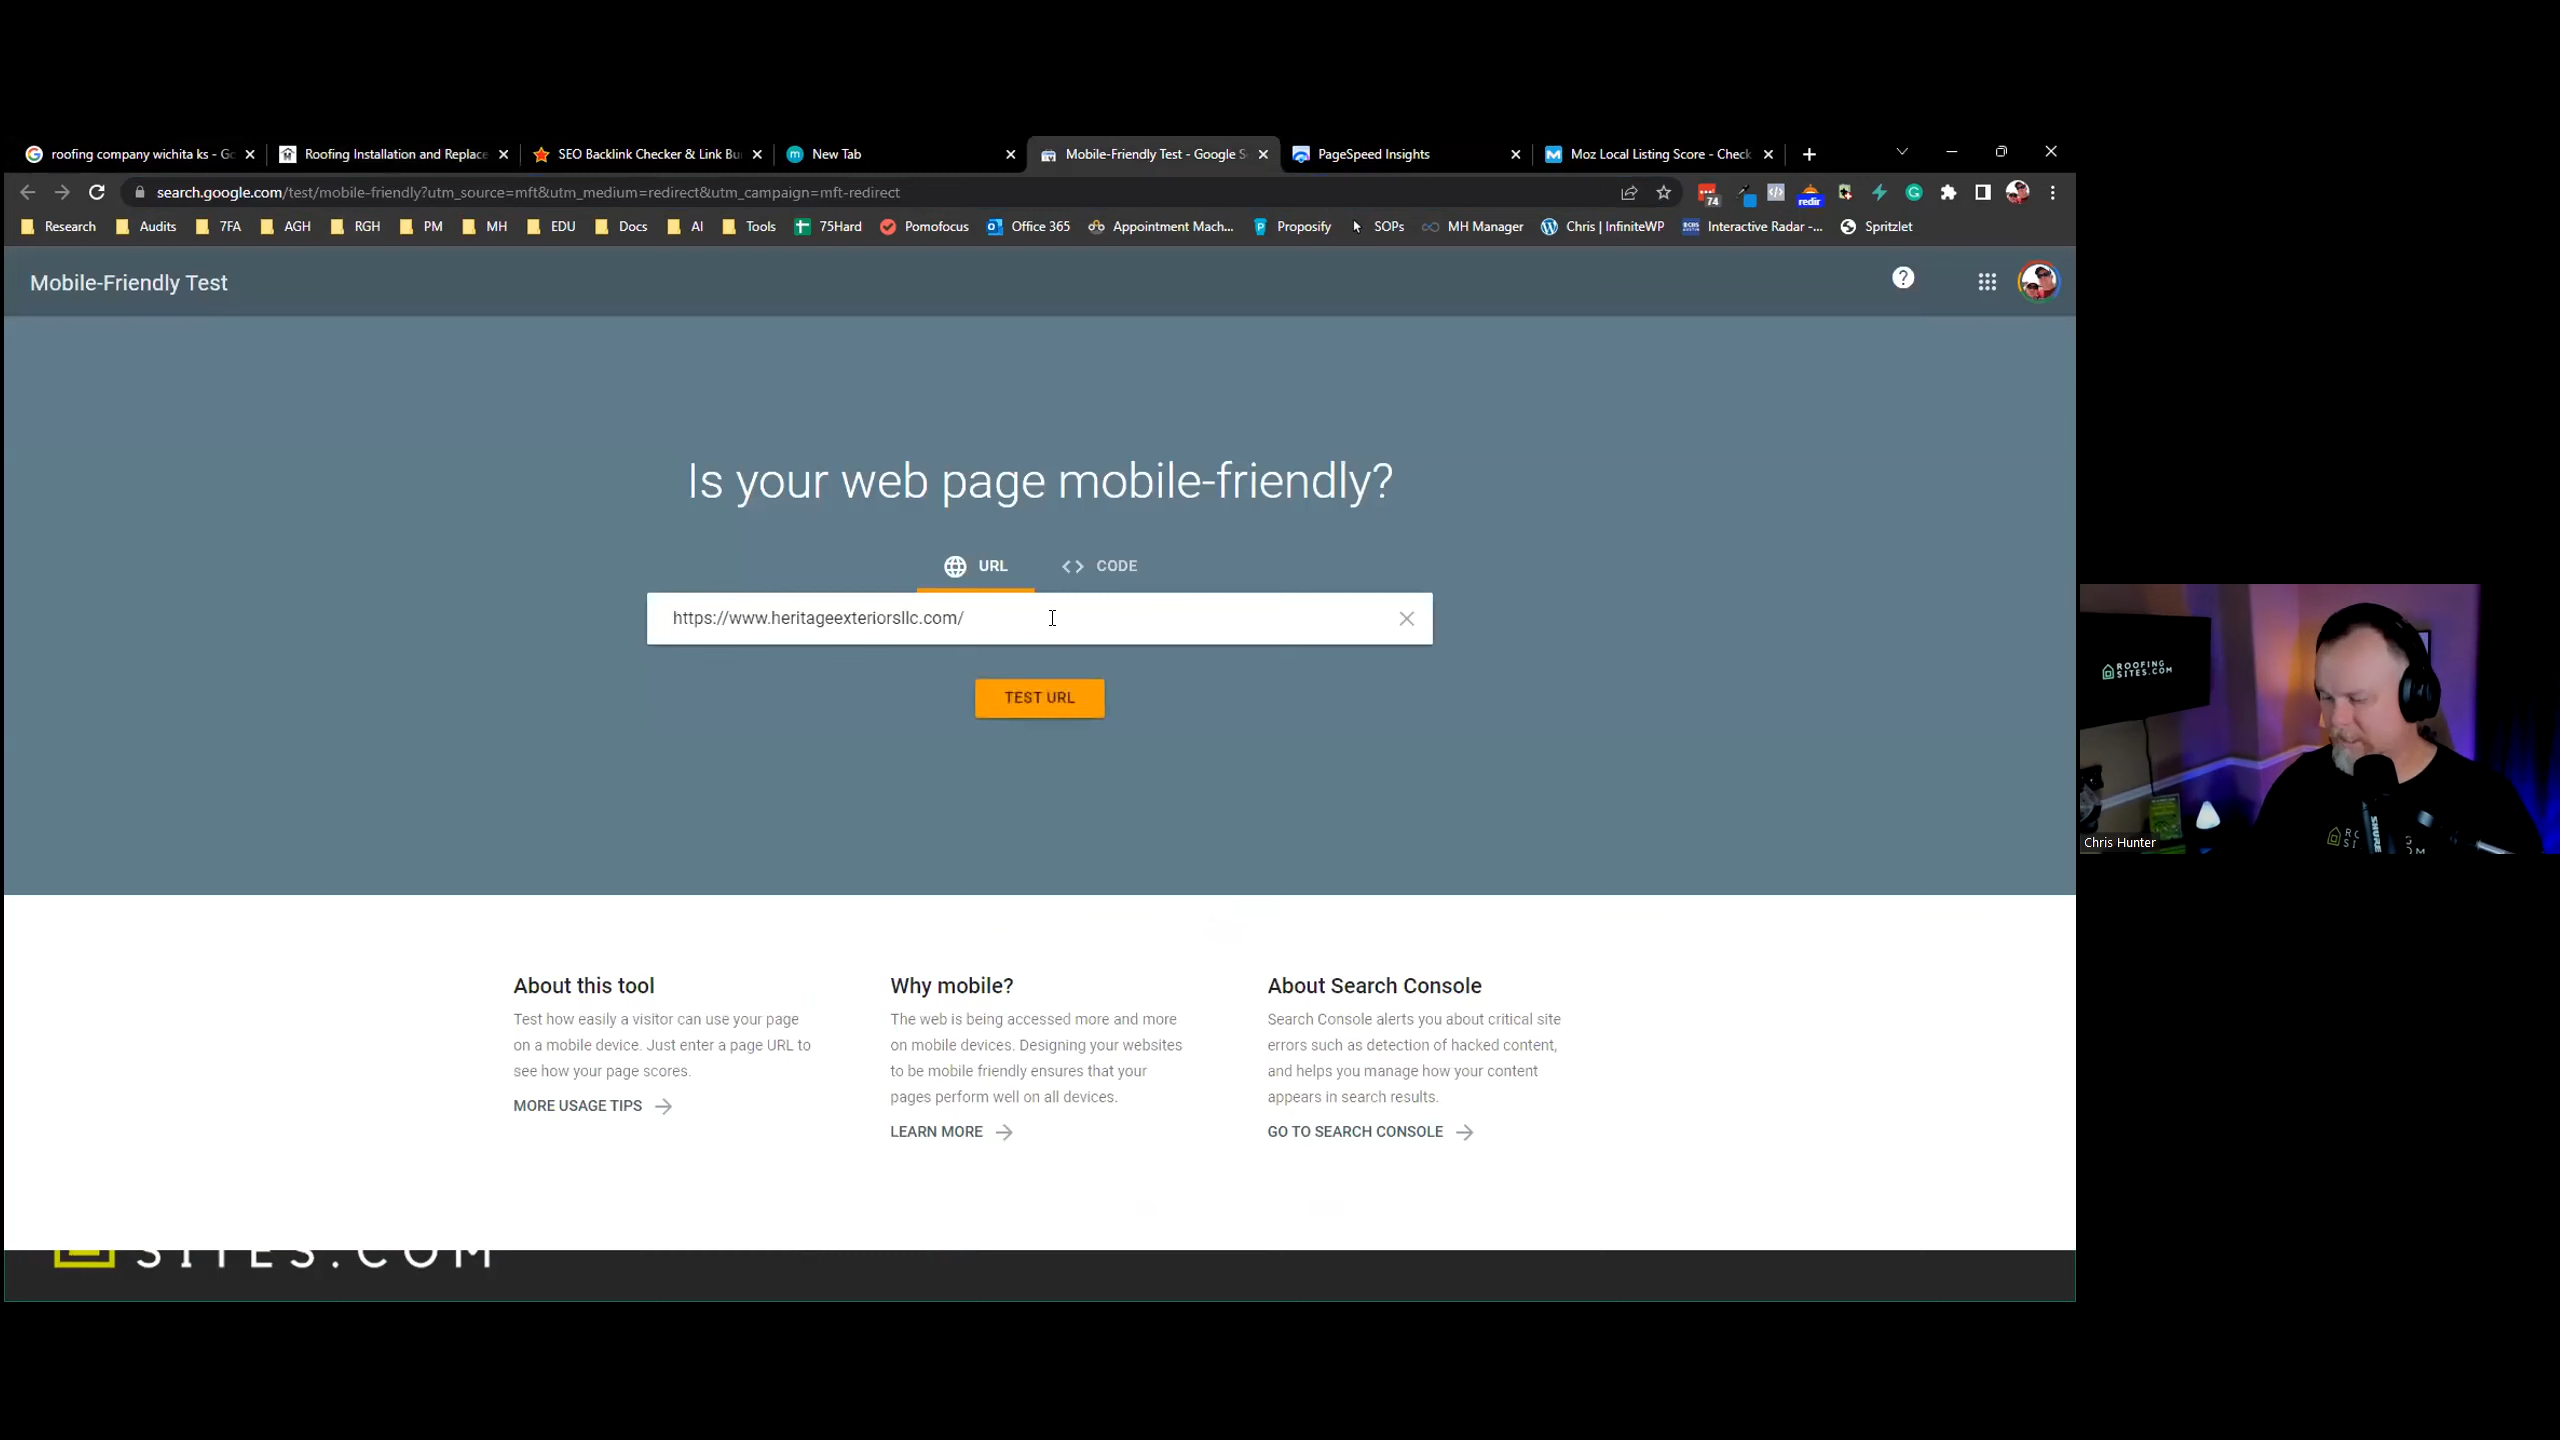 roofing company wichita ks - Go
Roofing Installation and Replace
SEO Backlink Checker & Link Bu
New Tab
Mobile-Friendly Test - Google S
PageSpeed Insights
Moz Local Listing Score - Check
search.google.com/test/mobile-friendly?utm_source=mft&utm_medium=redirect&utm_campaign=mft-redirect
74
redir
Research Audits 7FA AGH RGH PM MH EDU Docs AI Tools 75Hard Pomofocus Office 365 Appointment Mach... Proposify SOPs MH Manager Chris | InfiniteWP Interactive Radar -... Spritzlet
Mobile-Friendly Test
Is your web page mobile-friendly?
URL
CODE
https://www.heritageexteriorsllc.com/
TEST URL
ROOFING
SITES.COM
SHURE
Chris Hunter
About this tool
Test how easily a visitor can use your page
on a mobile device. Just enter a page URL to
see how your page scores.
MORE USAGE TIPS
Why mobile?
The web is being accessed more and more
on mobile devices. Designing your websites
to be mobile friendly ensures that your
pages perform well on all devices.
LEARN MORE
About Search Console
Search Console alerts you about critical site
errors such as detection of hacked content,
and helps you manage how your content
appears in search results.
GO TO SEARCH CONSOLE
SITES.COM